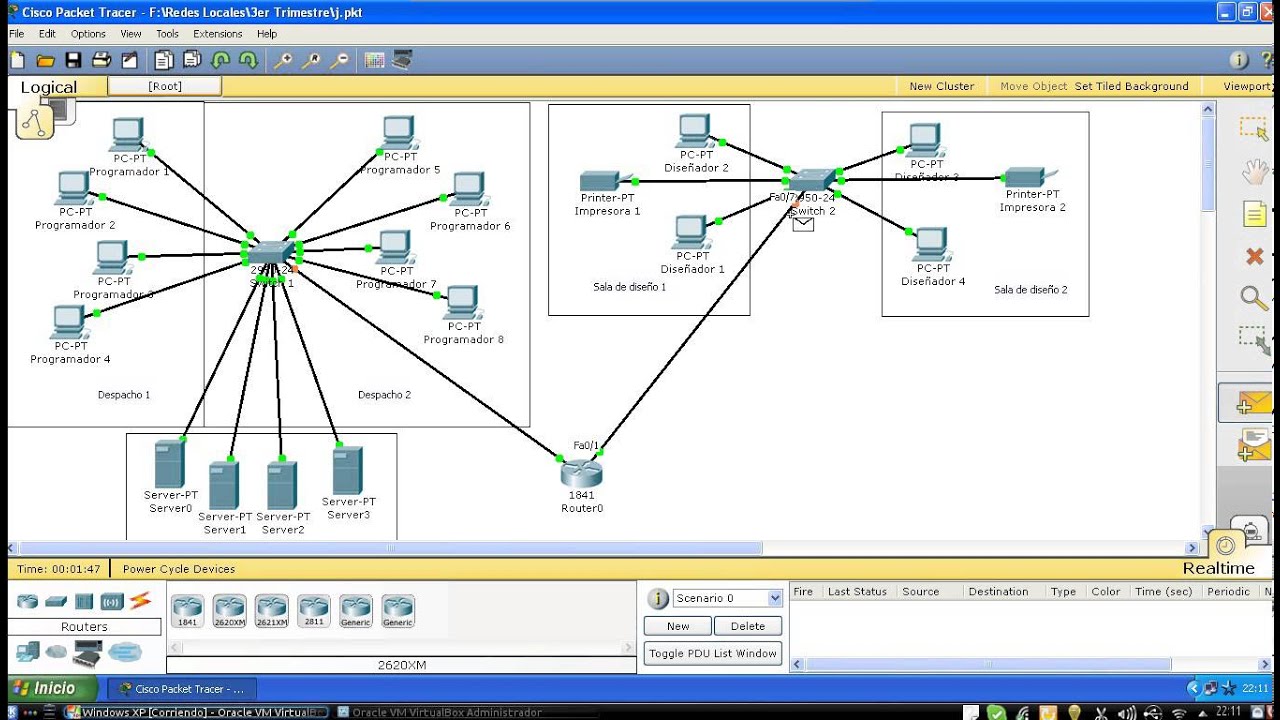 Cisco Packet Tracer - F:\Redes Locales\3er Trimestre\j.pkt
File Edit Options View Tools Extensions Help
Logical [Root] New Cluster Move Object Set Tiled Background Viewport
PC-PT
Programador 1
PC-PT
Programador 2
PC-PT
Programador 3
PC-PT
Programador 4
Despacho 1
PC-PT
Programador 5
PC-PT
Programador 6
PC-PT
Programador 7
PC-PT
Programador 8
Despacho 2
2950-24
Switch 1
PC-PT
Diseñador 2
Printer-PT
Impresora 1
PC-PT
Diseñador 1
Sala de diseño 1
Fa0/7
2950-24
Switch 2
PC-PT
Diseñador 3
Printer-PT
Impresora 2
PC-PT
Diseñador 4
Sala de diseño 2
Server-PT
Server0
Server-PT
Server1
Server-PT
Server2
Server-PT
Server3
Fa0/1
1841
Router0
Realtime
Time: 00:01:47 Power Cycle Devices
Routers
1841 2620XM 2621XM 2811 Generic Generic
2620XM
Scenario 0
New Delete
Toggle PDU List Window
Fire Last Status Source Destination Type Color Time (sec) Periodic N
Inicio Cisco Packet Tracer - ... 22:11
Windows XP [Corriendo] - Oracle VM VirtualB Oracle VM VirtualBox Administrador 22:11